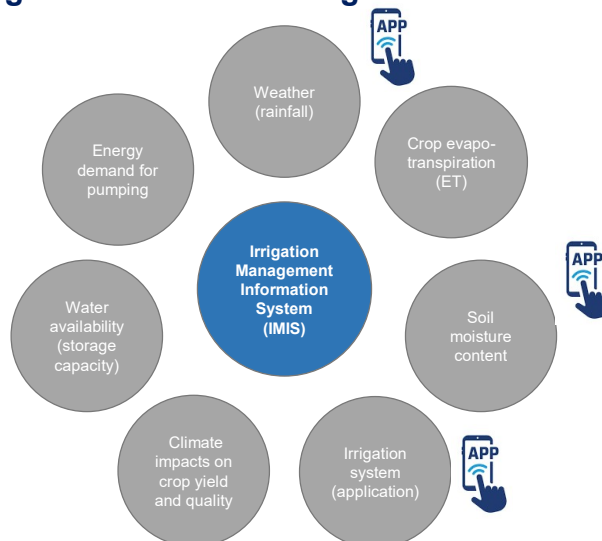 APP
Weather
(rainfall)
Crop evapo-
transpiration
(ET)
Energy
demand for
pumping
Irrigation
Management
Information
System
(IMIS)
APP
Soil
moisture
content
Water
availability
(storage
capacity)
Climate
impacts on
crop yield
and quality
Irrigation
system
(application)
APP